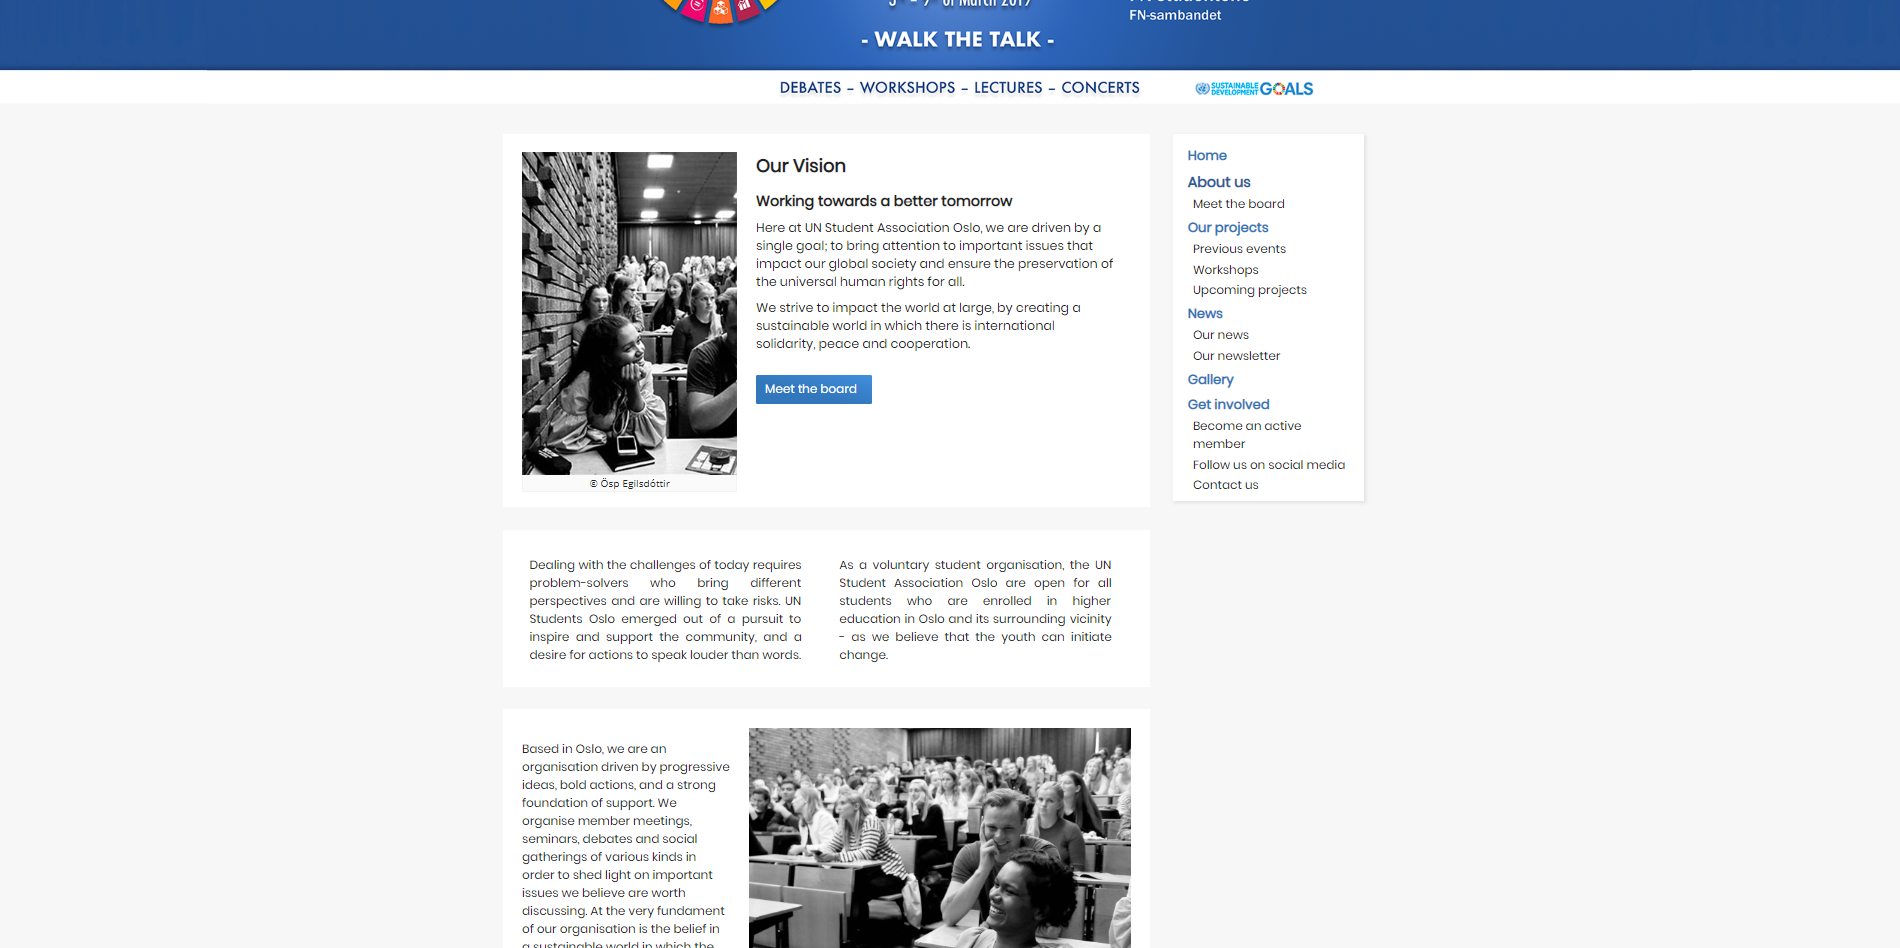 of March 2019
FN-sambandet
- WALK THE TALK -
DEBATES – WORKSHOPS – LECTURES – CONCERTS
SUSTAINABLE
DEVELOPMENT GOALS
Our Vision
Working towards a better tomorrow
Here at UN Student Association Oslo, we are driven by a
single goal; to bring attention to important issues that
impact our global society and ensure the preservation of
the universal human rights for all.
We strive to impact the world at large, by creating a
sustainable world in which there is international
solidarity, peace and cooperation.
Meet the board
© Ösp Egilsdóttir
Home
About us
Meet the board
Our projects
Previous events
Workshops
Upcoming projects
News
Our news
Our newsletter
Gallery
Get involved
Become an active
member
Follow us on social media
Contact us
Dealing with the challenges of today requires
problem-solvers who bring different
perspectives and are willing to take risks. UN
Students Oslo emerged out of a pursuit to
inspire and support the community, and a
desire for actions to speak louder than words.
As a voluntary student organisation, the UN
Student Association Oslo are open for all
students who are enrolled in higher
education in Oslo and its surrounding vicinity
- as we believe that the youth can initiate
change.
Based in Oslo, we are an
organisation driven by progressive
ideas, bold actions, and a strong
foundation of support. We
organise member meetings,
seminars, debates and social
gatherings of various kinds in
order to shed light on important
issues we believe are worth
discussing. At the very fundament
of our organisation is the belief in
a sustainable world in which the